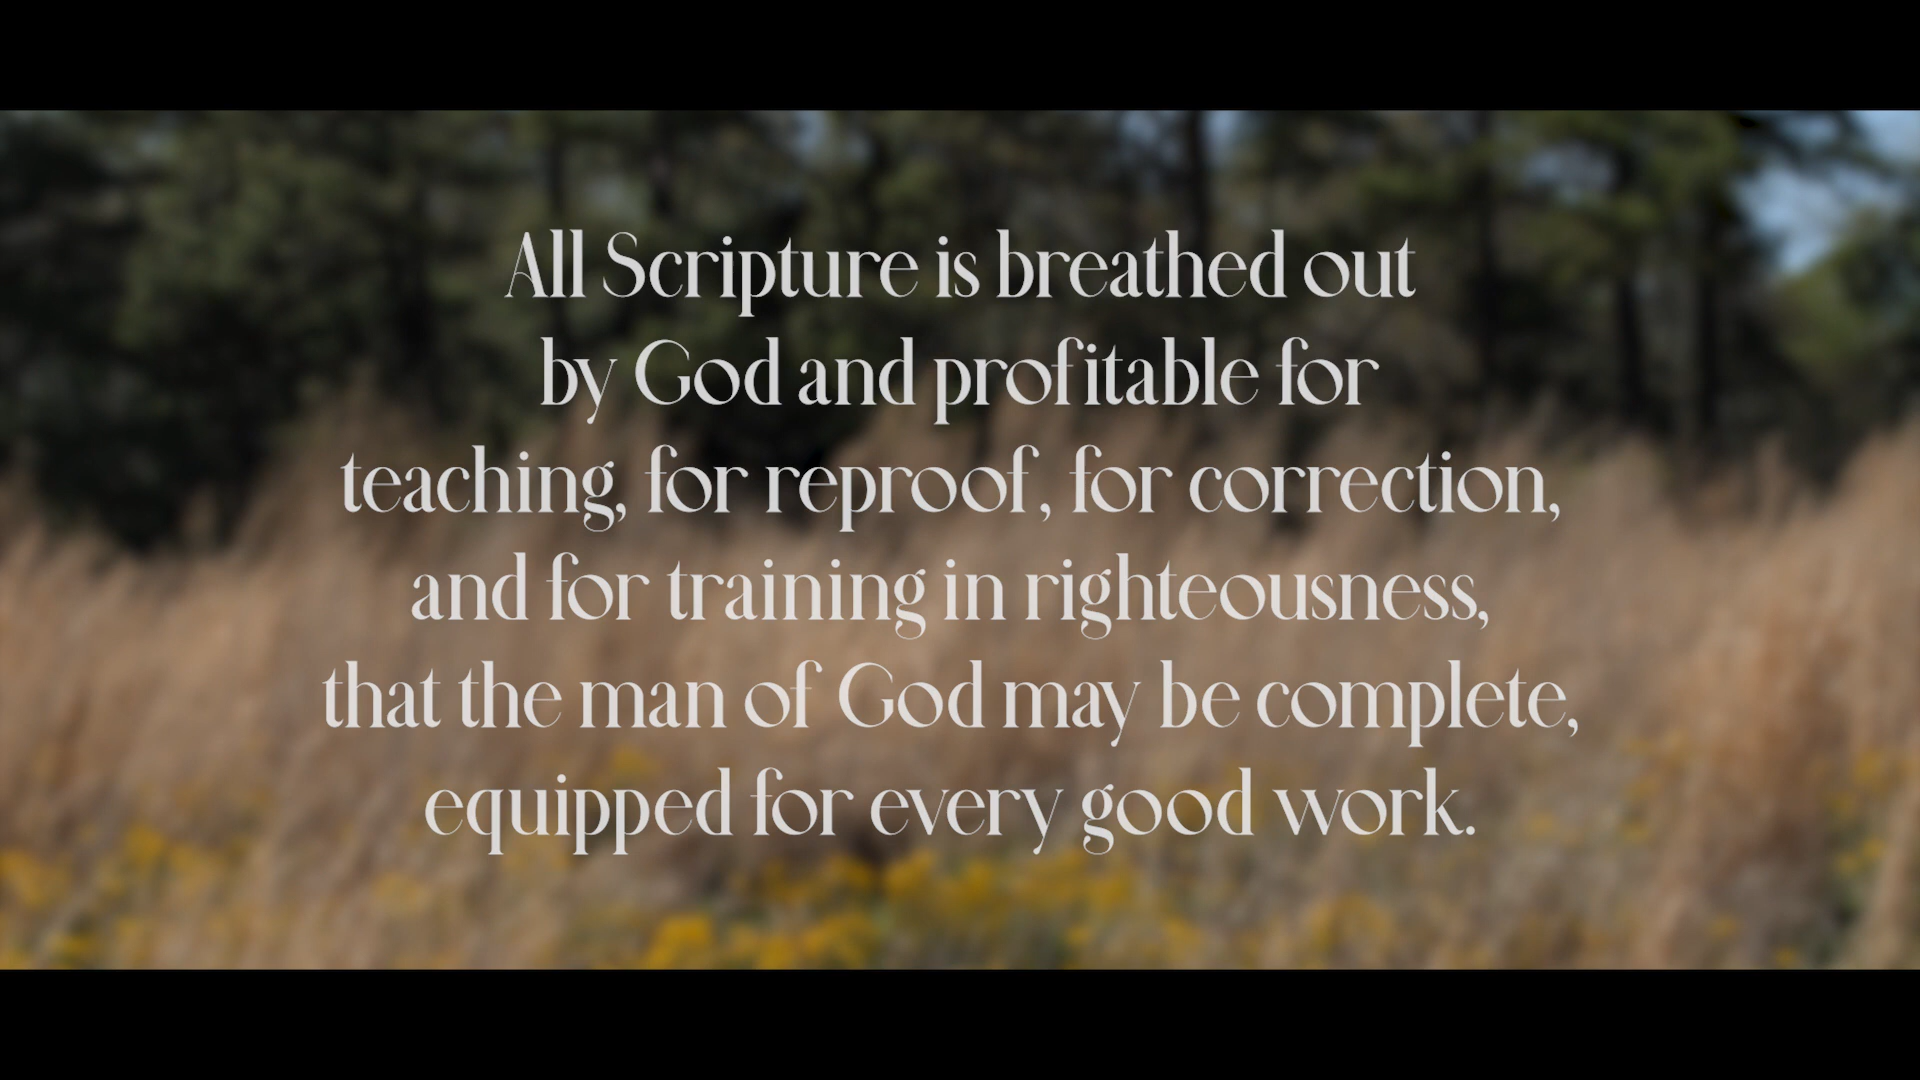 All Scripture is breathed out
by God and profitable for
teaching, for reproof, for correction,
and for training in righteousness,
that the man of God may be complete,
equipped for every good work.